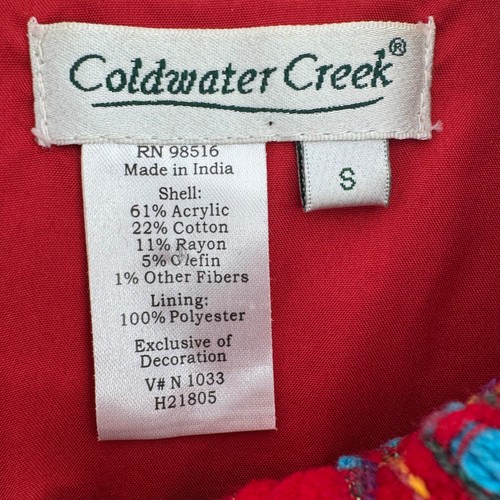 Coldwater Creek®
RN 98516
Made in India
S
Shell:
61% Acrylic
22% Cotton
11% Rayon
5% Olefin
1% Other Fibers
Lining:
100% Polyester
Exclusive of
Decoration
V# N 1033
H21805